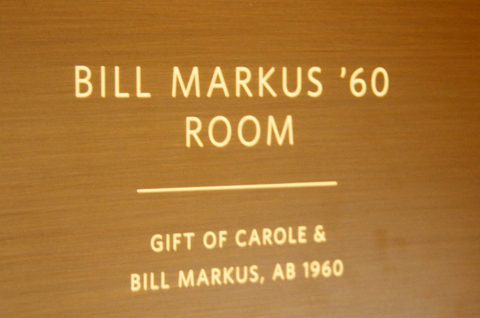 BILL MARKUS ’60
ROOM
GIFT OF CAROLE &
BILL MARKUS, AB 1960